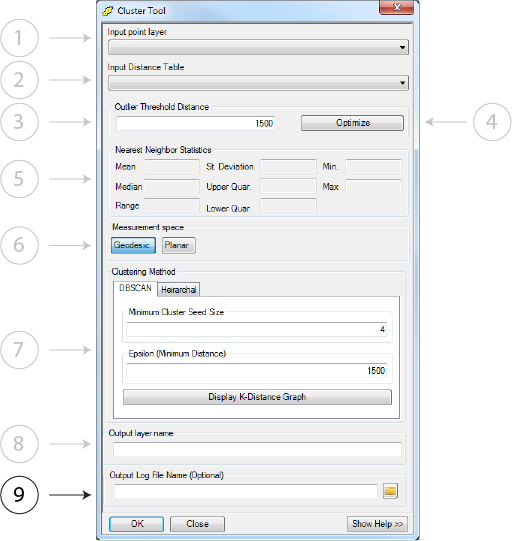 Cluster Tool
1 Input point layer
2 Input Distance Table
Outlier Threshold Distance
3 1500 Optimize 4
Nearest Neighbor Statistics
Mean St. Deviation Min.
5 Median Upper Quar. Max
Range Lower Quar.
Measurement space
6 Geodesic Planar
Clustering Method
DBSCAN Heirarchal
Minimum Cluster Seed Size
4
7 Epsilon (Minimum Distance)
1500
Display K-Distance Graph
8 Output layer name
Output Log File Name (Optional)
9
OK Close Show Help >>